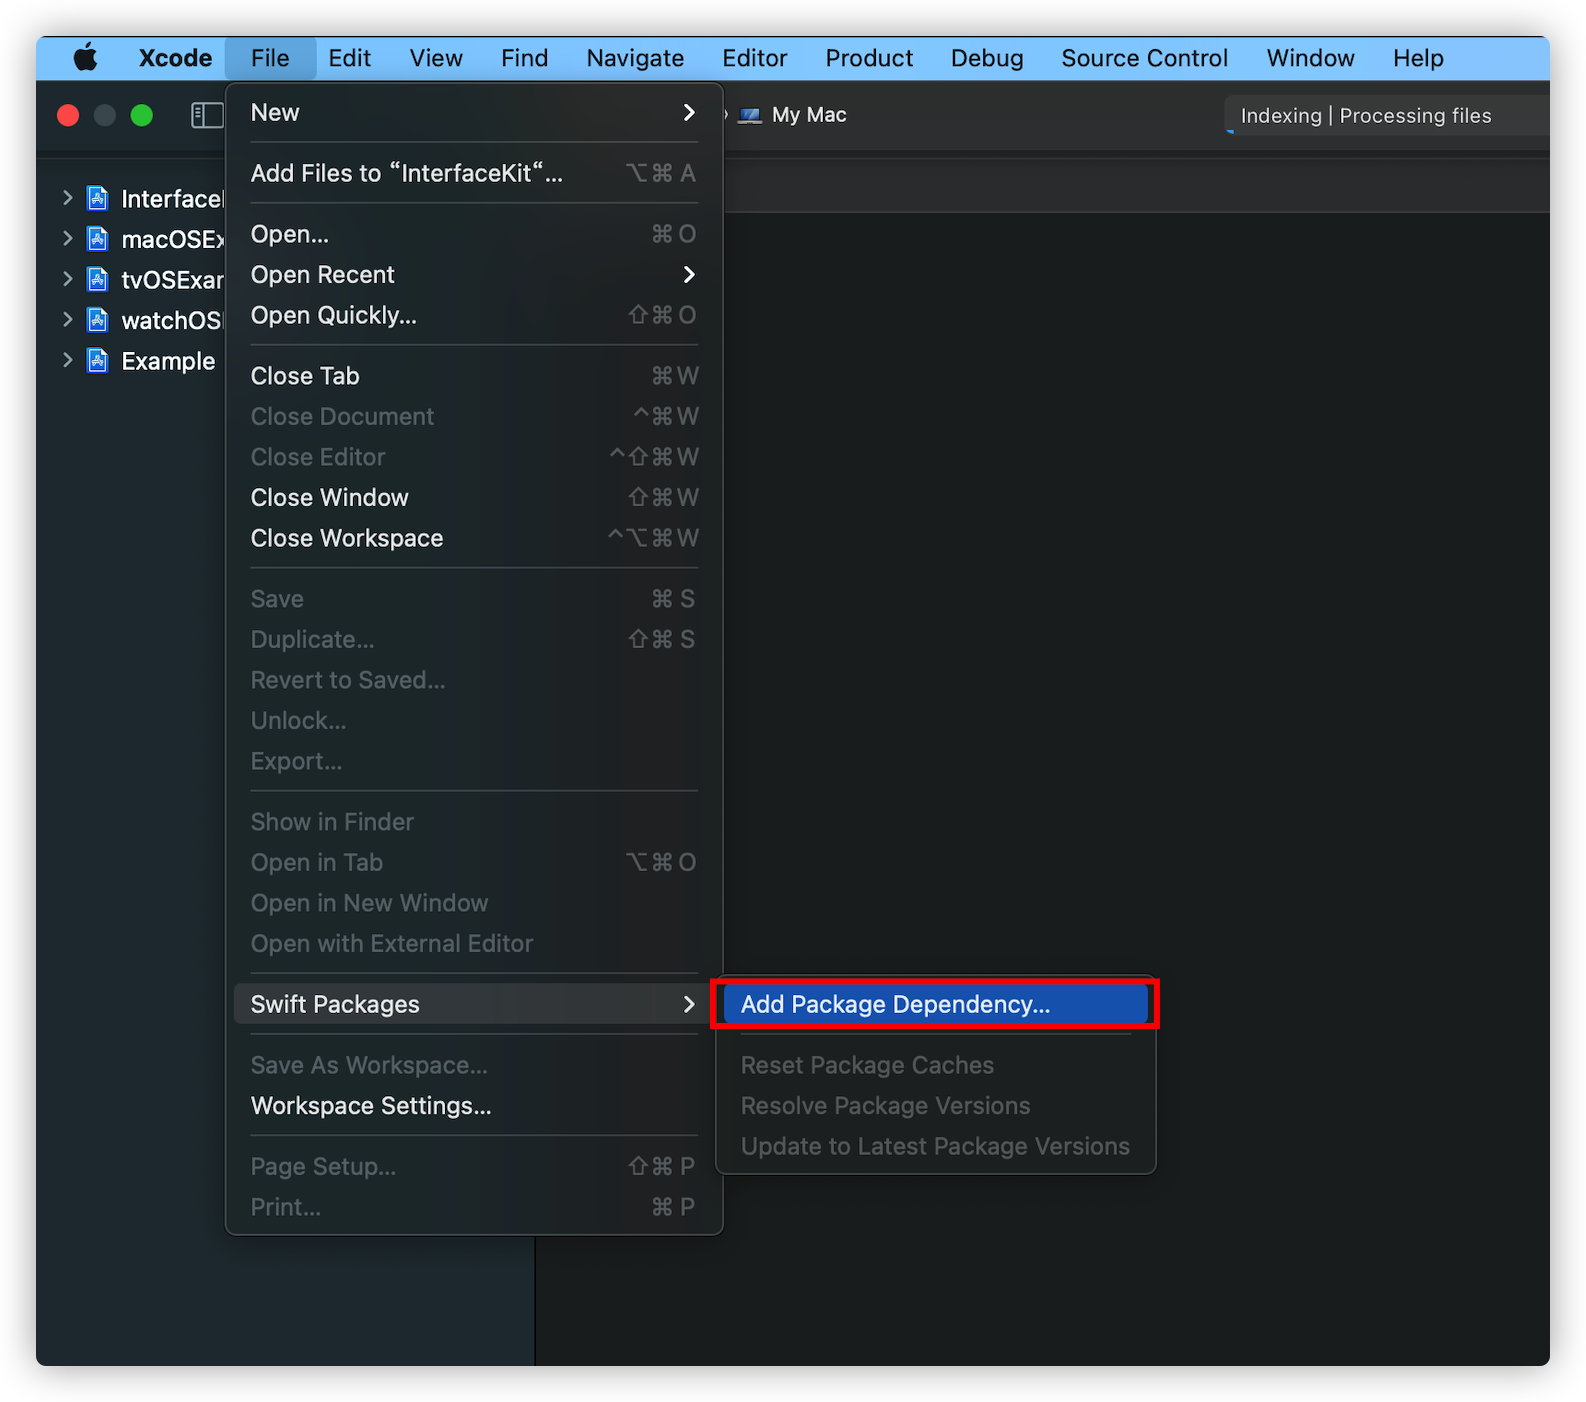 Xcode File Edit View Find Navigate Editor Product Debug Source Control Window Help
My Mac
Indexing | Processing files
macOSEx
tvOSExar
watchOS
Example
New
Add Files to “InterfaceKit“...
⌥⌘ A
Open...
⌘ O
Open Recent
Open Quickly...
⇧⌘ O
Close Tab
⌘ W
Close Document
^⌘ W
Close Editor
^⇧⌘ W
Close Window
⇧⌘ W
Close Workspace
^⌥⌘ W
Save
⌘ S
Duplicate...
⇧⌘ S
Revert to Saved...
Unlock...
Export...
Show in Finder
Open in Tab
⌥⌘ O
Open in New Window
Open with External Editor
Swift Packages
Add Package Dependency...
Reset Package Caches
Resolve Package Versions
Update to Latest Package Versions
Save As Workspace...
Workspace Settings...
Page Setup...
⇧⌘ P
Print...
⌘ P